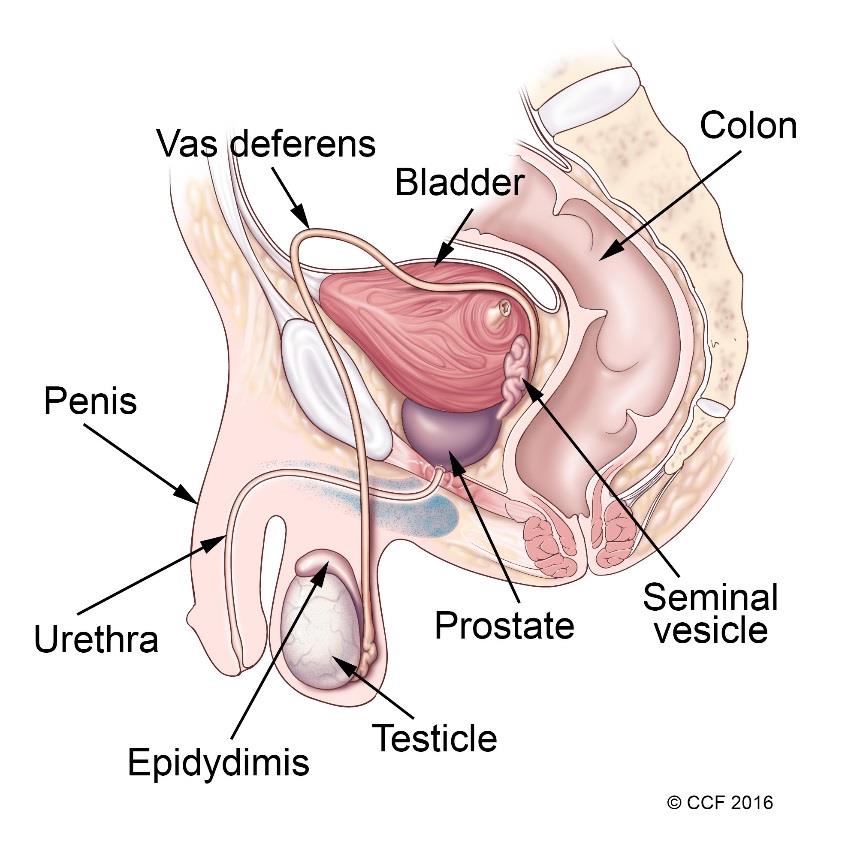 Colon
Vas deferens
Bladder
Penis
Urethra
Prostate
Seminal
vesicle
Testicle
Epidydimis
© CCF 2016